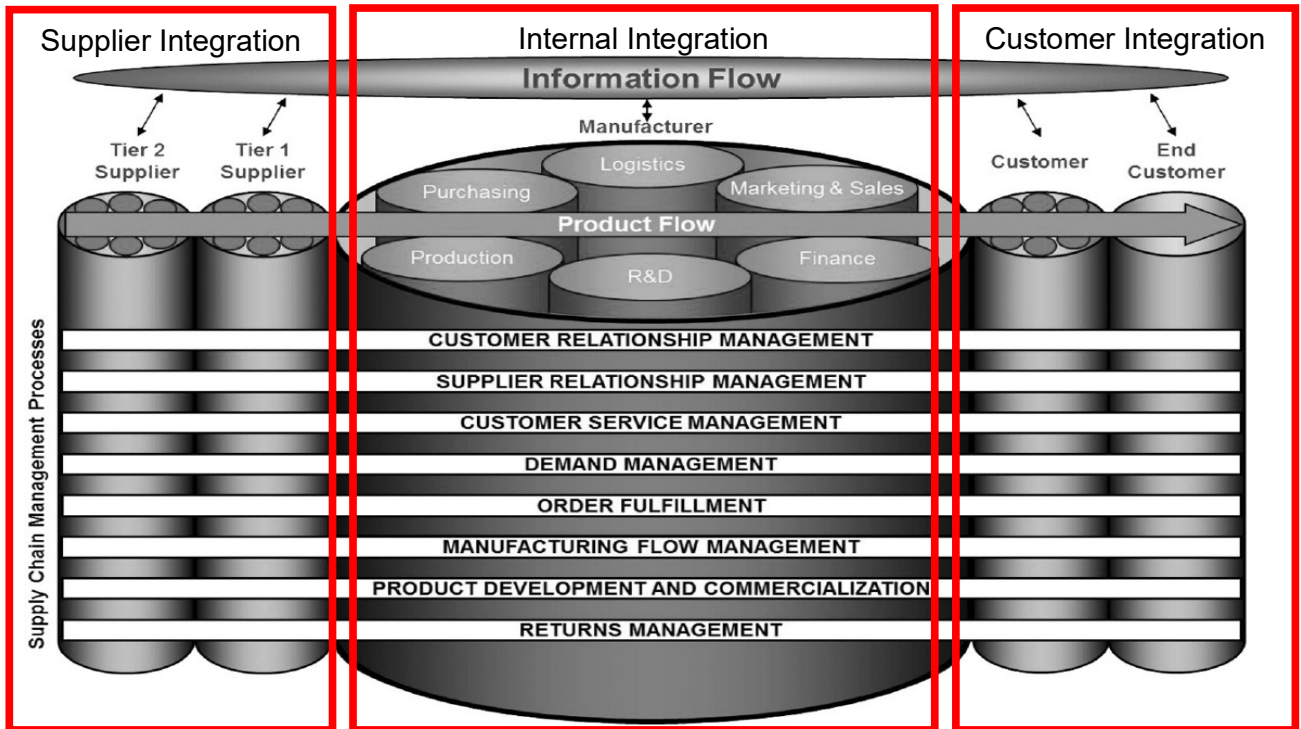 Supplier Integration
Internal Integration
Customer Integration
Information Flow
Manufacturer
Tier 2
Supplier
Tier 1
Supplier
Customer
End
Customer
Logistics
Purchasing
Marketing & Sales
Product Flow
Production
R&D
Finance
Supply Chain Management Processes
CUSTOMER RELATIONSHIP MANAGEMENT
SUPPLIER RELATIONSHIP MANAGEMENT
CUSTOMER SERVICE MANAGEMENT
DEMAND MANAGEMENT
ORDER FULFILLMENT
MANUFACTURING FLOW MANAGEMENT
PRODUCT DEVELOPMENT AND COMMERCIALIZATION
RETURNS MANAGEMENT